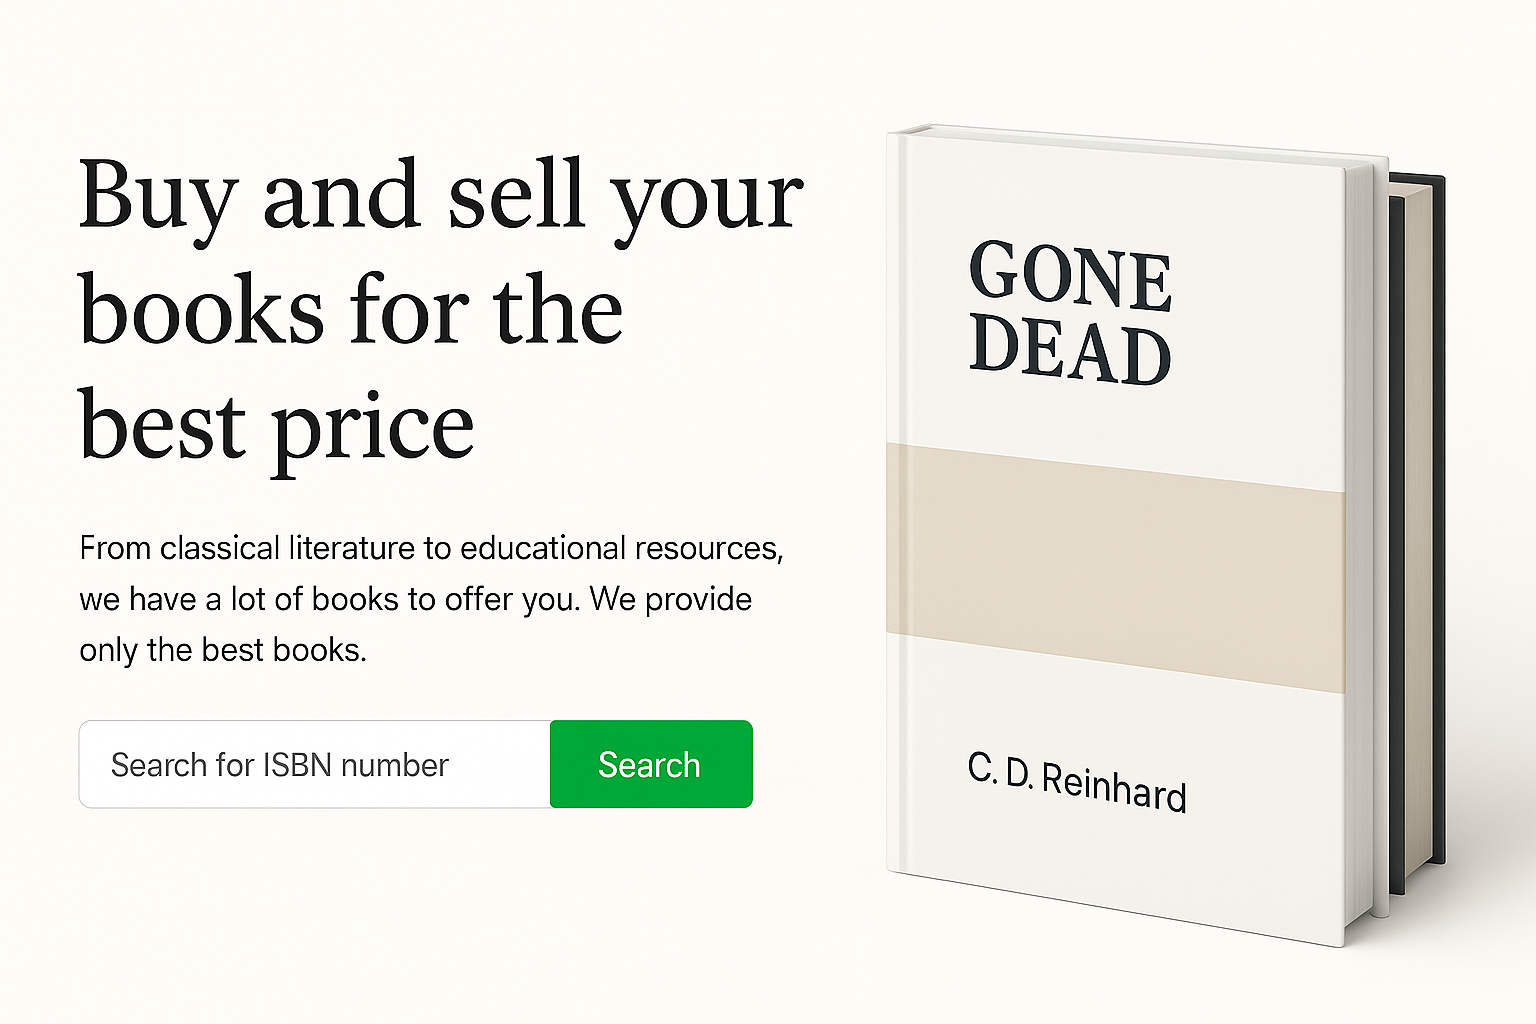 Buy and sell your
books for the
best price
From classical literature to educational resources,
we have a lot of books to offer you. We provide
only the best books.
Search for ISBN number
Search
GONE
DEAD
C. D. Reinhard